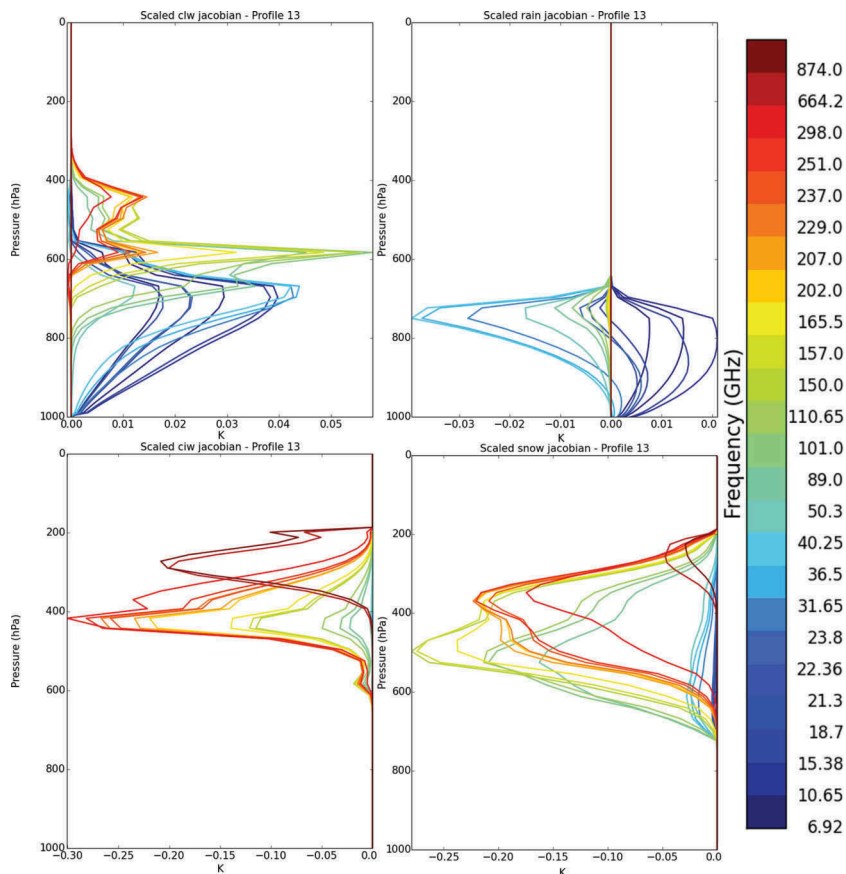 Scaled clw jacobian - Profile 13
Pressure (hPa)
0
200
400
600
800
1000
0.00 0.01 0.02 0.03 0.04 0.05
K
Scaled rain jacobian - Profile 13
Pressure (hPa)
0
200
400
600
800
1000
−0.03 −0.02 −0.01 0.00 0.01 0.0
K
Scaled ciw jacobian - Profile 13
Pressure (hPa)
0
200
400
600
800
1000
−0.30 −0.25 −0.20 −0.15 −0.10 −0.05 0.0
K
Scaled snow jacobian - Profile 13
Pressure (hPa)
0
200
400
600
800
1000
−0.25 −0.20 −0.15 −0.10 −0.05 0.0
K
Frequency (GHz)
874.0
664.2
298.0
251.0
237.0
229.0
207.0
202.0
165.5
157.0
150.0
110.65
101.0
89.0
50.3
40.25
36.5
31.65
23.8
22.36
21.3
18.7
15.38
10.65
6.92